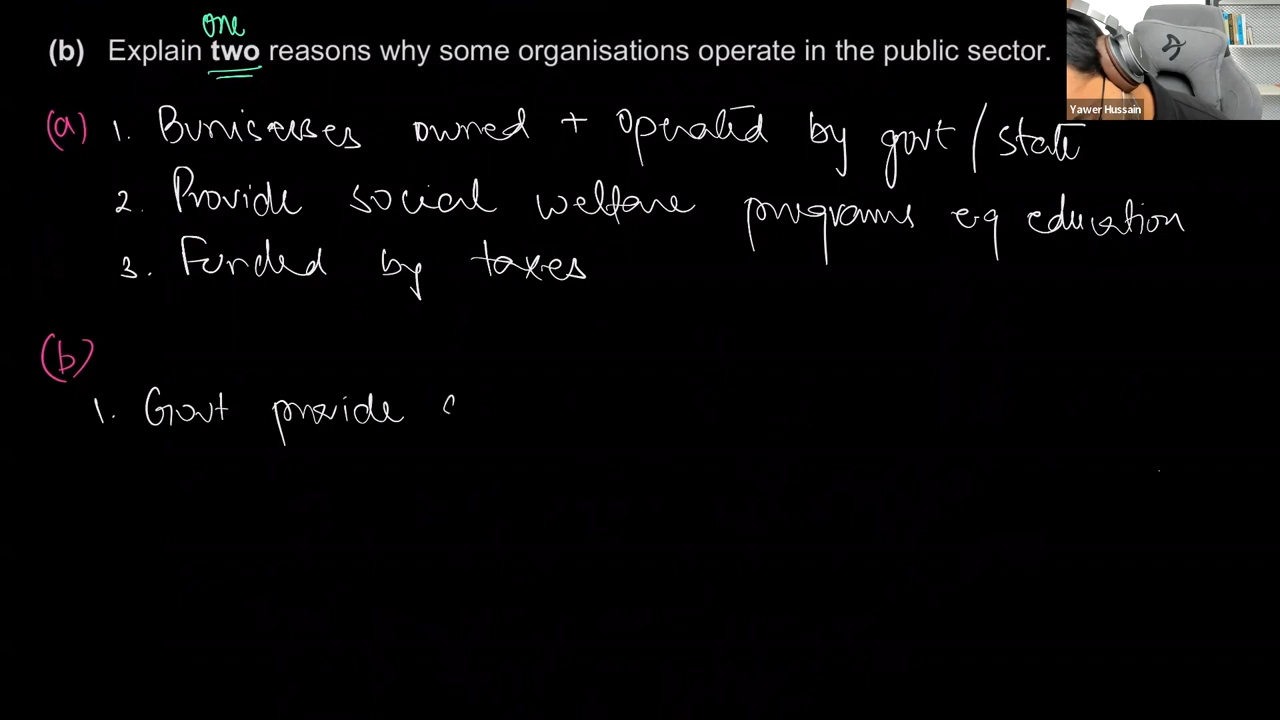 one
(b) Explain two reasons why some organisations operate in the public sector.
Yawer Hussain
(a) 1. Businesses owned + operated by govt / state
2. Provide social welfare programs eg education
3. Funded by taxes
(b)
1. Govt provide